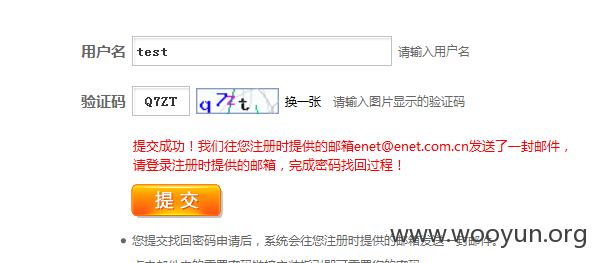 用户名 test 请输入用户名
验证码 Q7ZT q7zt 换一张 请输入图片显示的验证码
提交成功！我们往您注册时提供的邮箱enet@enet.com.cn发送了一封邮件，
请登录注册时提供的邮箱，完成密码找回过程！
提 交
www.wooyun.org
您提交找回密码申请后，系统会往您注册时提供的邮箱发送一封邮件。